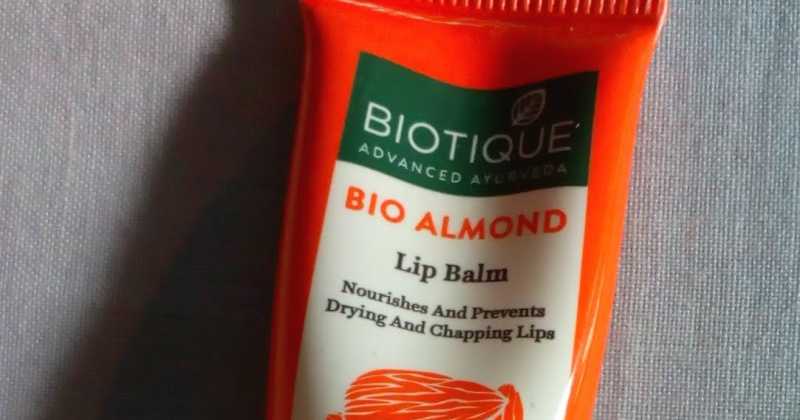 BIOTIQUE
ADVANCED AYURVEDA
BIO ALMOND
Lip Balm
Nourishes And Prevents
Drying And Chapping Lips